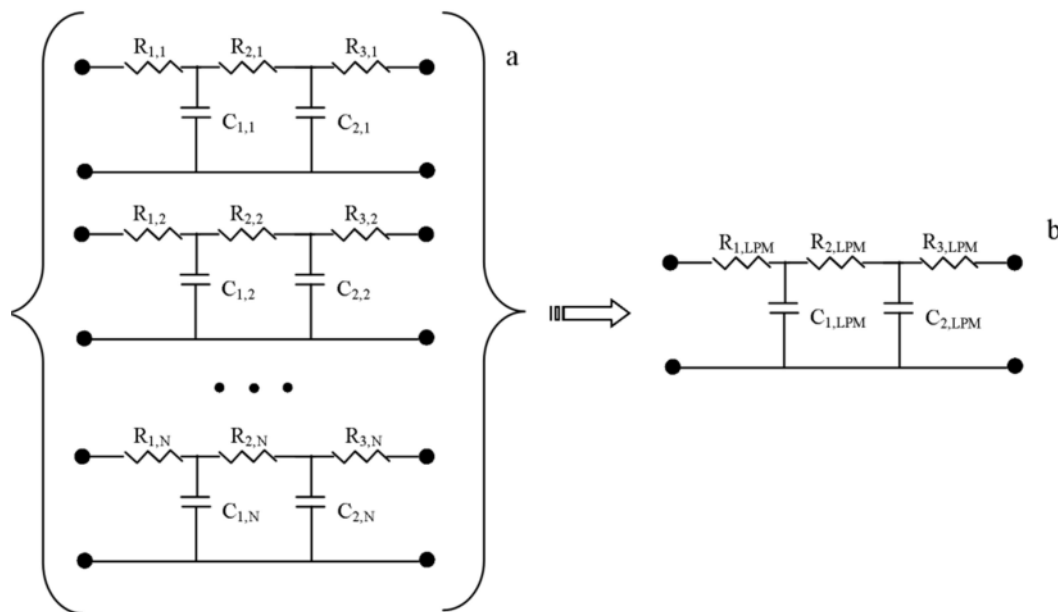 R1,1 R2,1 R3,1 a
C1,1 C2,1
R1,2 R2,2 R3,2
C1,2 C2,2
b
R1,LPM R2,LPM R3,LPM
C1,LPM C2,LPM
R1,N R2,N R3,N
C1,N C2,N